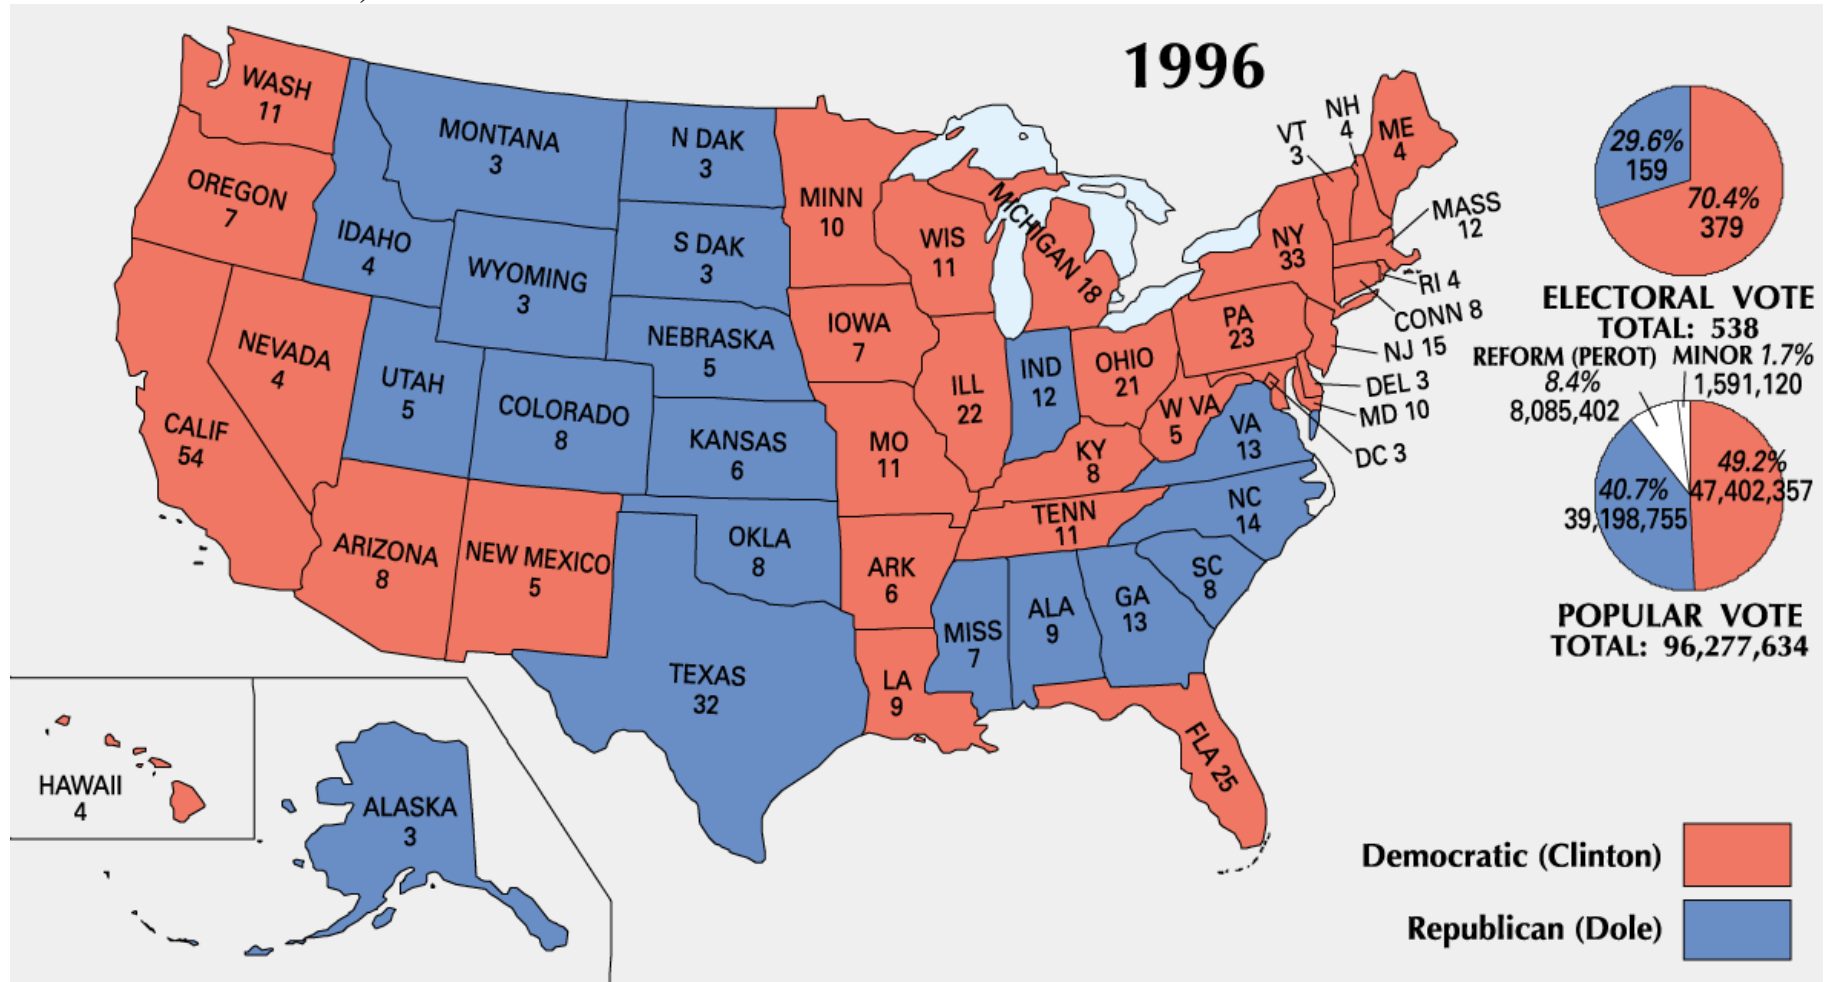 1996
WASH
11
OREGON
7
CALIF
54
NEVADA
4
IDAHO
4
MONTANA
3
WYOMING
3
UTAH
5
COLORADO
8
ARIZONA
8
NEW MEXICO
5
N DAK
3
S DAK
3
NEBRASKA
5
KANSAS
6
OKLA
8
TEXAS
32
MINN
10
IOWA
7
MO
11
ARK
6
LA
9
WIS
11
ILL
22
MICHIGAN 18
IND
12
OHIO
21
KY
8
TENN
11
MISS
7
ALA
9
GA
13
FLA 25
SC
8
NC
14
VA
13
W VA
5
PA
23
NY
33
VT
3
NH
4
ME
4
MASS
12
RI 4
CONN 8
NJ 15
DEL 3
MD 10
DC 3
HAWAII
4
ALASKA
3
29.6%
159
70.4%
379
ELECTORAL VOTE
TOTAL: 538
REFORM (PEROT)
8.4%
8,085,402
MINOR 1.7%
1,591,120
49.2%
47,402,357
40.7%
39,198,755
POPULAR VOTE
TOTAL: 96,277,634
Democratic (Clinton)
Republican (Dole)